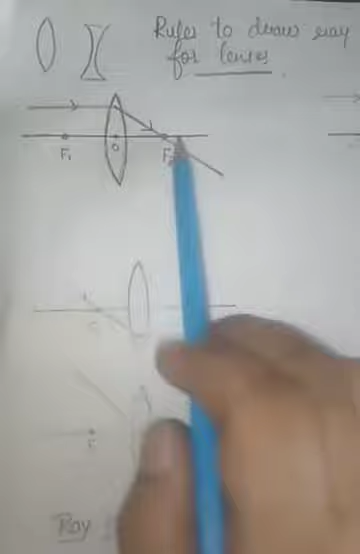 Rules to draw ray
for lenses.
F₁ O F₂
F
Ray